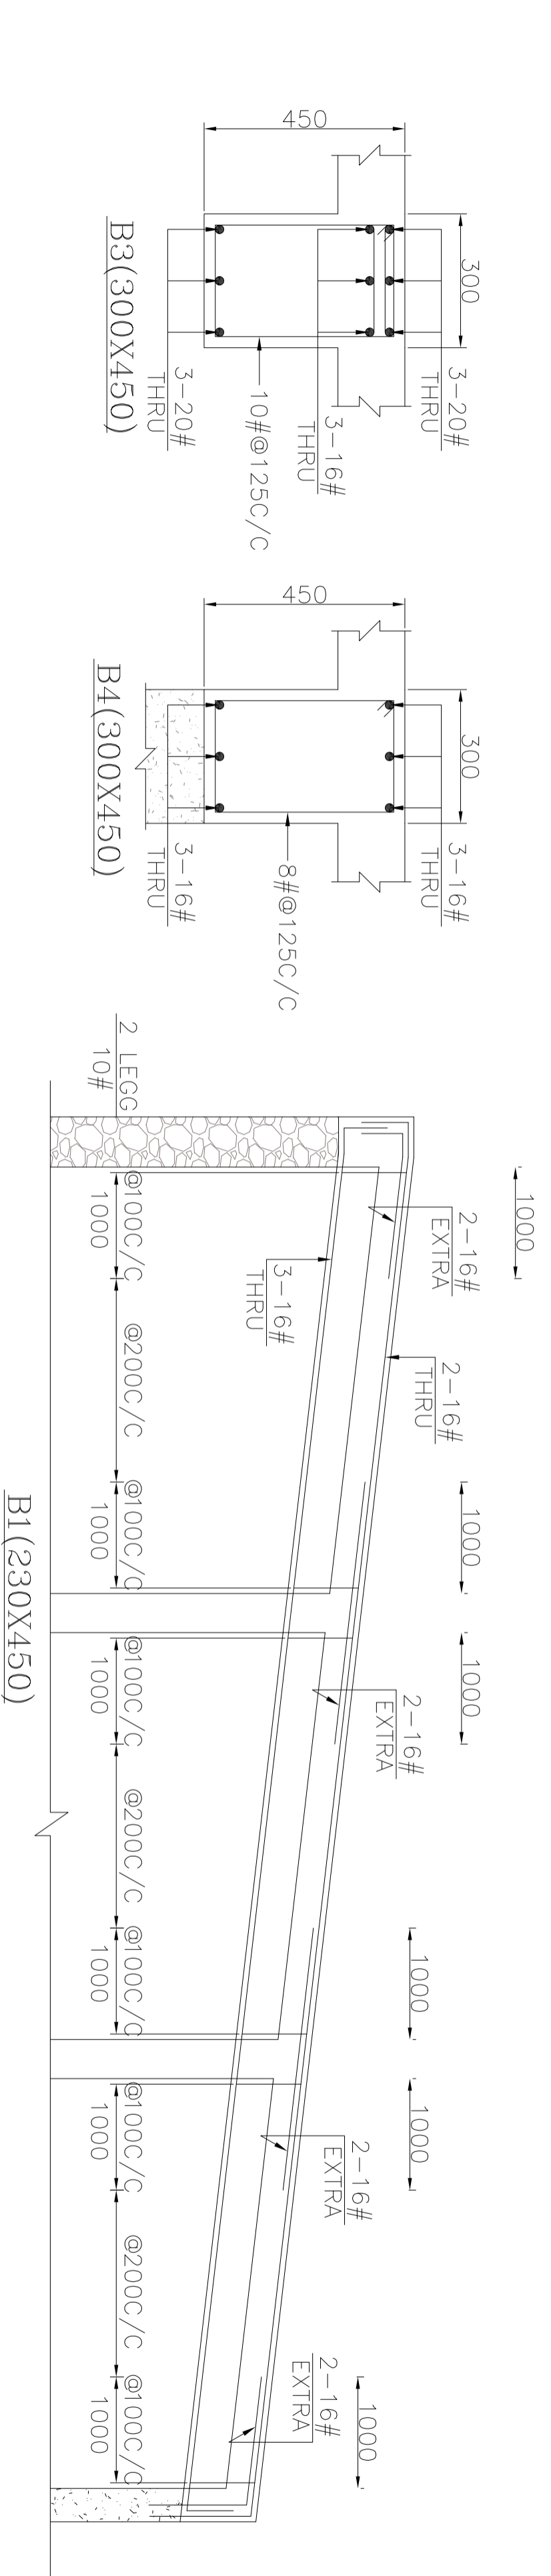 450
300
3-20#
THRU
3-16#
THRU
10#@125C/C
3-20#
THRU
B3(300X450)
450
300
3-16#
THRU
8#@125C/C
3-16#
THRU
B4(300X450)
1000
1000
1000
1000
1000
1000
2-16#
EXTRA
2-16#
THRU
2-16#
EXTRA
2-16#
EXTRA
2-16#
EXTRA
3-16#
THRU
2 LEGG
10#
@100C/C
1000
@200C/C
@100C/C
1000
@100C/C
1000
@200C/C
@100C/C
1000
@100C/C
1000
@200C/C
@100C/C
1000
B1(230X450)